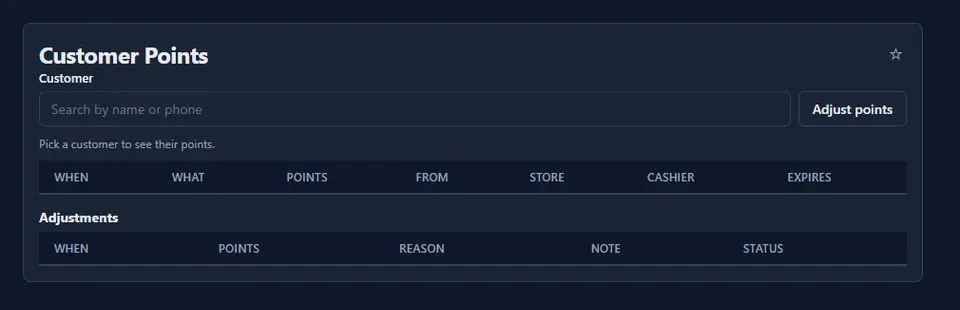 Customer Points
Customer
Search by name or phone
Adjust points
Pick a customer to see their points.
WHEN WHAT POINTS FROM STORE CASHIER EXPIRES
Adjustments
WHEN POINTS REASON NOTE STATUS